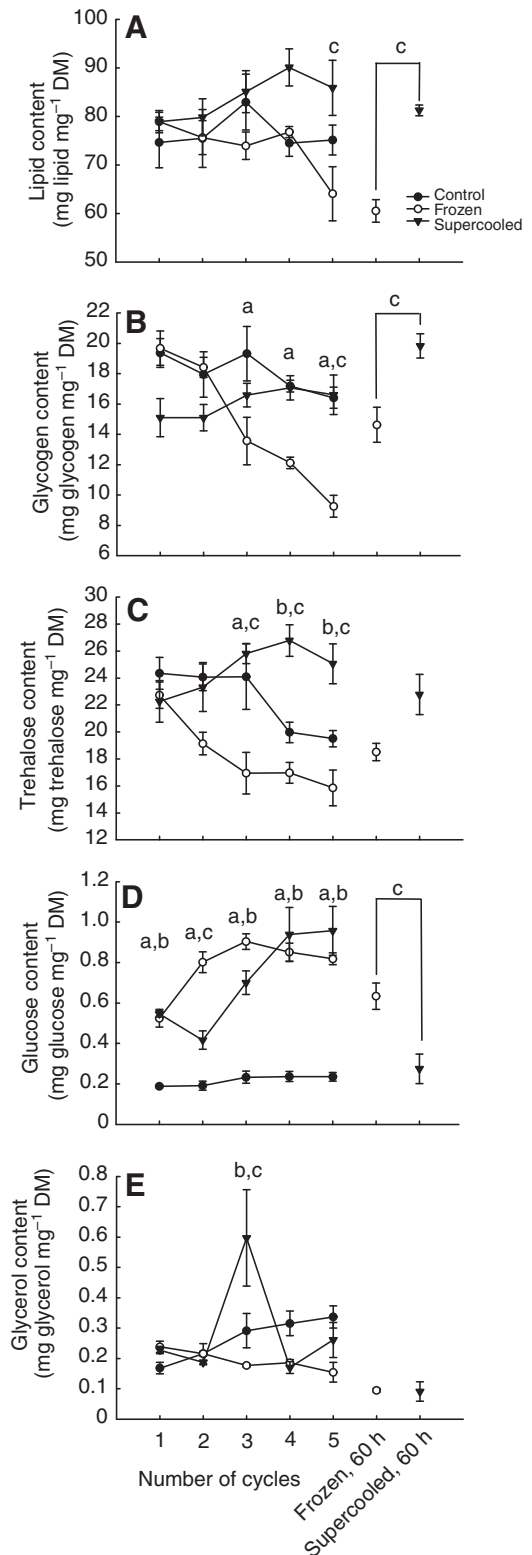 A
Lipid content
(mg lipid mg⁻¹ DM)
100
90
80
70
60
50
c
c
Control
Frozen
Supercooled
B
Glycogen content
(mg glycogen mg⁻¹ DM)
22
20
18
16
14
12
10
8
6
a
a
a,c
c
C
Trehalose content
(mg trehalose mg⁻¹ DM)
30
28
26
24
22
20
18
16
14
12
a,c
b,c
b,c
D
Glucose content
(mg glucose mg⁻¹ DM)
1.2
1.0
0.8
0.6
0.4
0.2
0
a,b
a,c
a,b
a,b
a,b
c
E
Glycerol content
(mg glycerol mg⁻¹ DM)
0.8
0.7
0.6
0.5
0.4
0.3
0.2
0.1
0
b,c
1 2 3 4 5
Number of cycles
Frozen, 60 h
Supercooled, 60 h